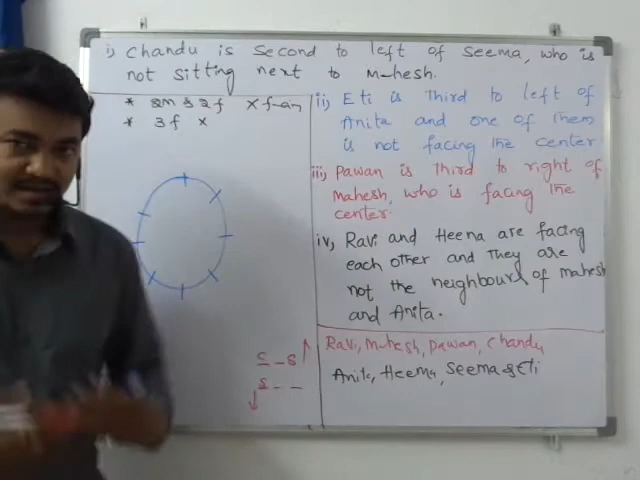 i) Chandu is Second to left of Seema, who is
not sitting next to Mahesh.
* 2m & 2f x f-an
* 3f x
ii) Eti is Third to left of
Anita and one of Them
is not facing The center
iii) Pawan is Third to right of
Mahesh, who is facing The
center.
iv) Ravi and Heena are facing
each other and They are
not The neighbours of mahesh
and Anita.
C _ S
S _ _
Ravi, Mahesh, Pawan, Chandu
Anita, Heema, Seema & Eti